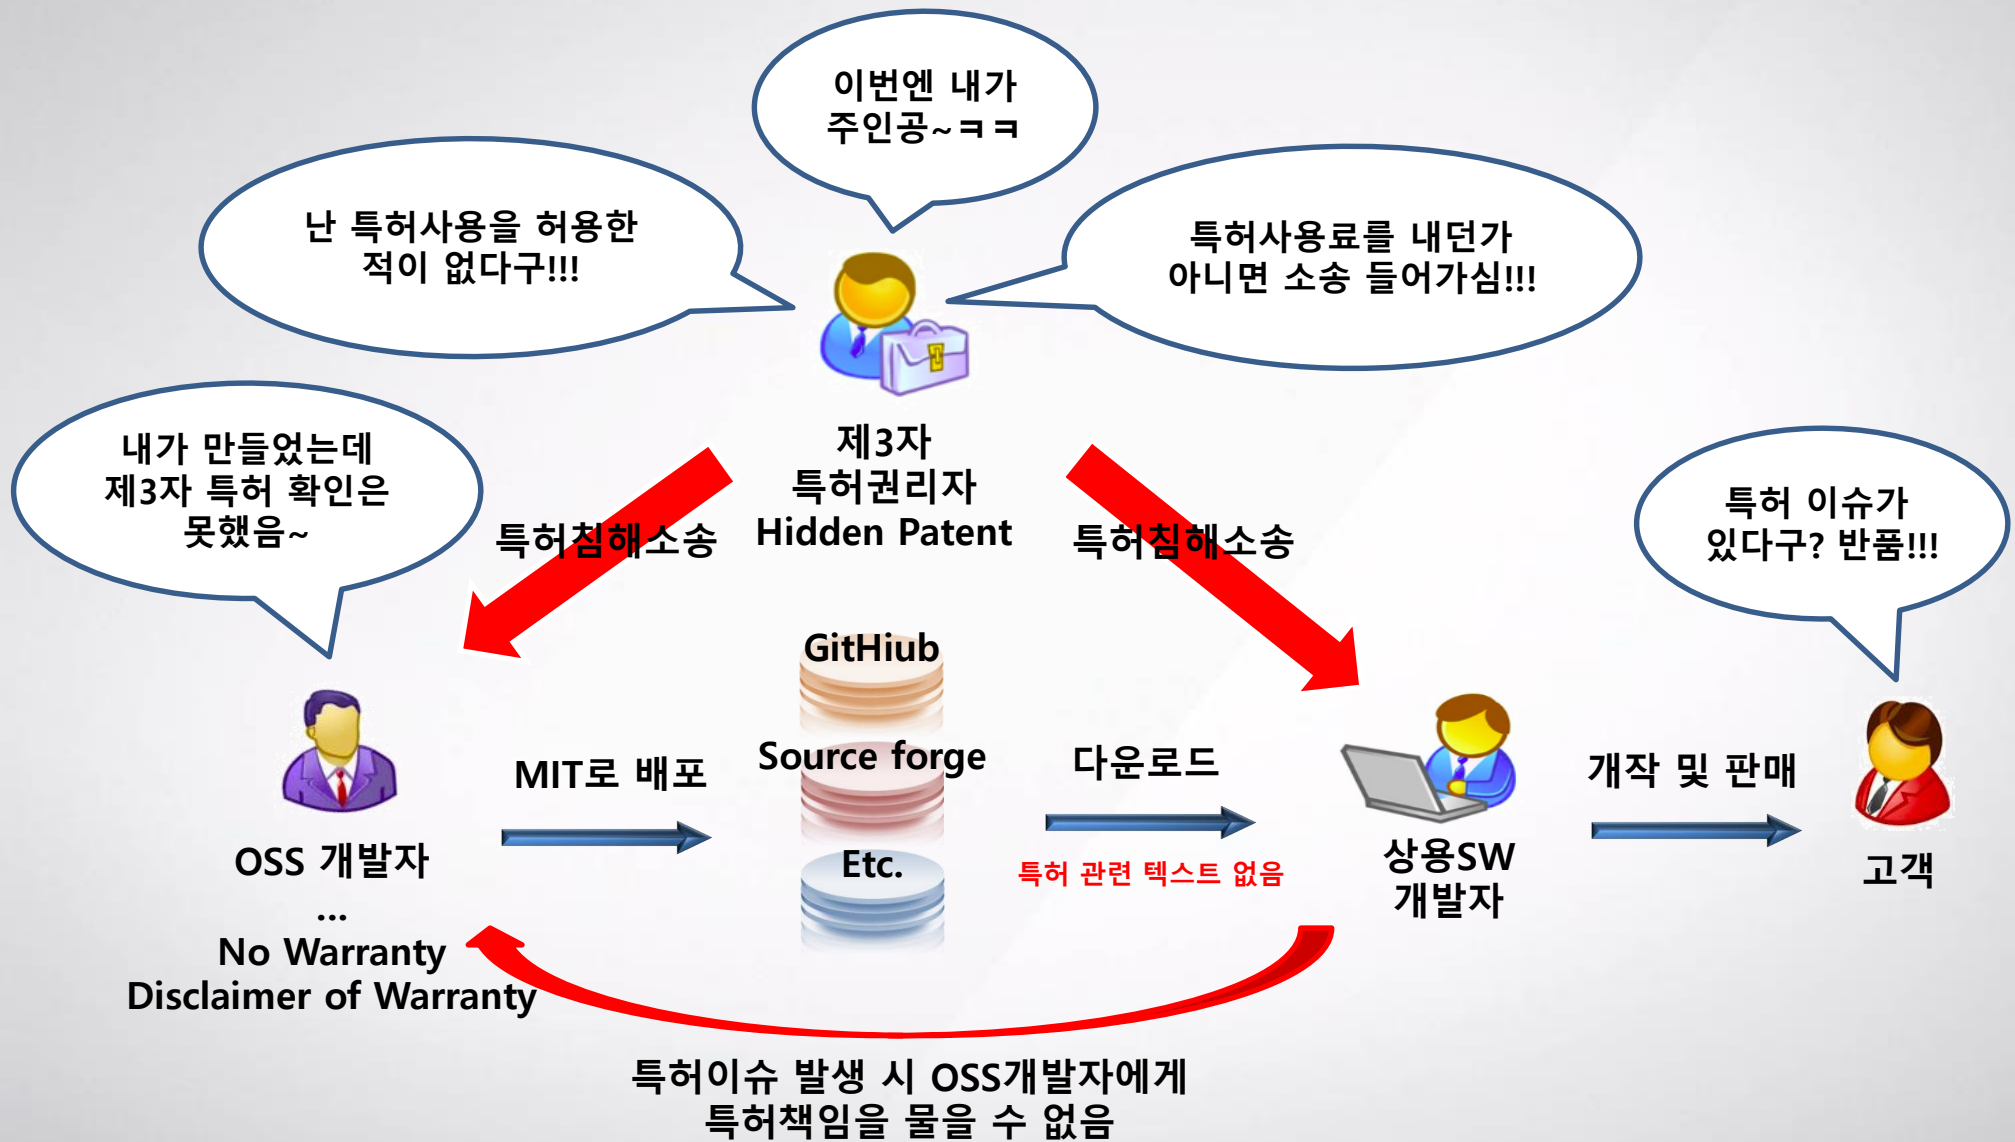 이번엔 내가
주인공~ㅋㅋ
난 특허사용을 허용한
적이 없다구!!!
특허사용료를 내던가
아니면 소송 들어가심!!!
제3자
특허권리자
Hidden Patent
내가 만들었는데
제3자 특허 확인은
못했음~
특허침해소송
특허침해소송
특허 이슈가
있다구? 반품!!!
GitHiub
Source forge
Etc.
MIT로 배포
다운로드
특허 관련 텍스트 없음
개작 및 판매
OSS 개발자
...
No Warranty
Disclaimer of Warranty
상용SW
개발자
고객
특허이슈 발생 시 OSS개발자에게
특허책임을 물을 수 없음